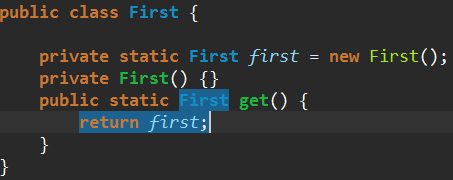 public class First {
private static First first = new First();
private First() {}
public static First get() {
return first;
}
}